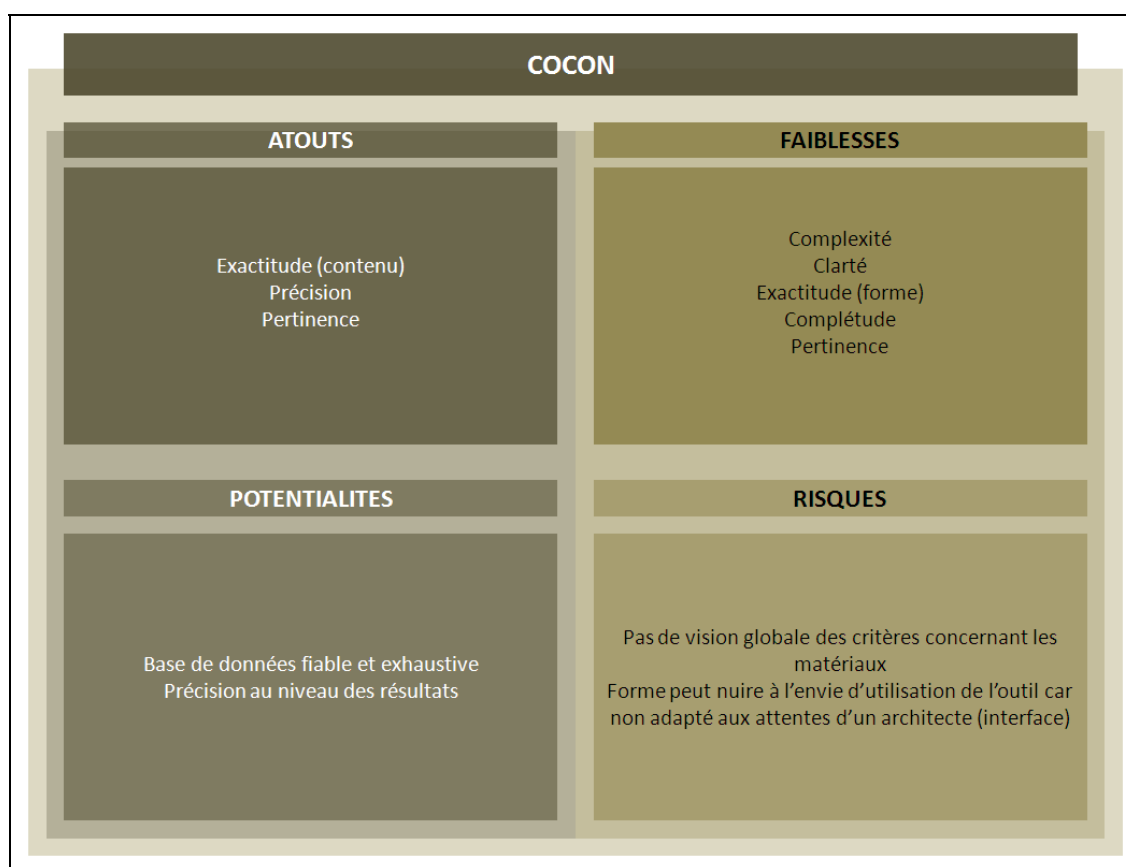 COCON
ATOUTS
Exactitude (contenu)
Précision
Pertinence
FAIBLESSES
Complexité
Clarté
Exactitude (forme)
Complétude
Pertinence
POTENTIALITES
Base de données fiable et exhaustive
Précision au niveau des résultats
RISQUES
Pas de vision globale des critères concernant les
matériaux
Forme peut nuire à l'envie d'utilisation de l'outil car
non adapté aux attentes d'un architecte (interface)